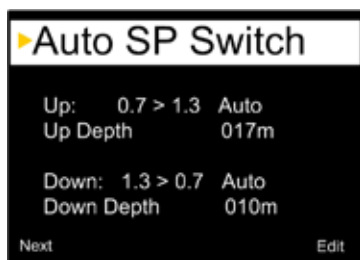 Auto SP Switch
Up: 0.7 > 1.3 Auto
Up Depth 017m
Down: 1.3 > 0.7 Auto
Down Depth 010m
Next Edit